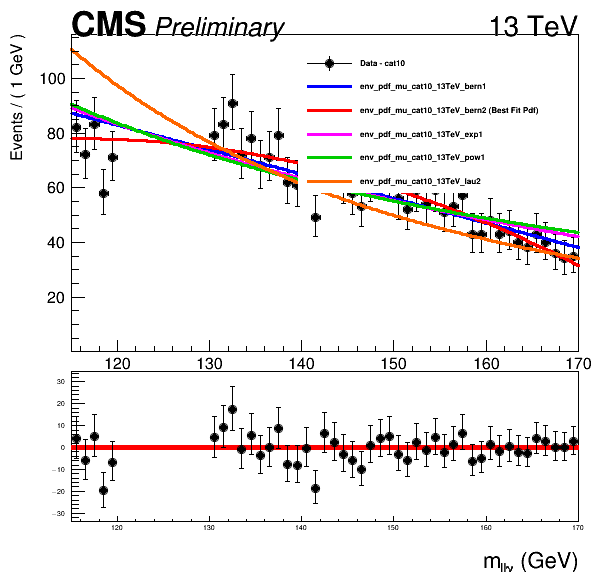 CMS Preliminary 13 TeV
Events / ( 1 GeV )
Data - cat10
env_pdf_mu_cat10_13TeV_bern1
env_pdf_mu_cat10_13TeV_bern2 (Best Fit Pdf)
env_pdf_mu_cat10_13TeV_exp1
env_pdf_mu_cat10_13TeV_pow1
env_pdf_mu_cat10_13TeV_lau2
100
80
60
40
20
120 130 140 150 160 170
30
20
10
0
−10
−20
−30
120 130 140 150 160 170
m_llγ (GeV)